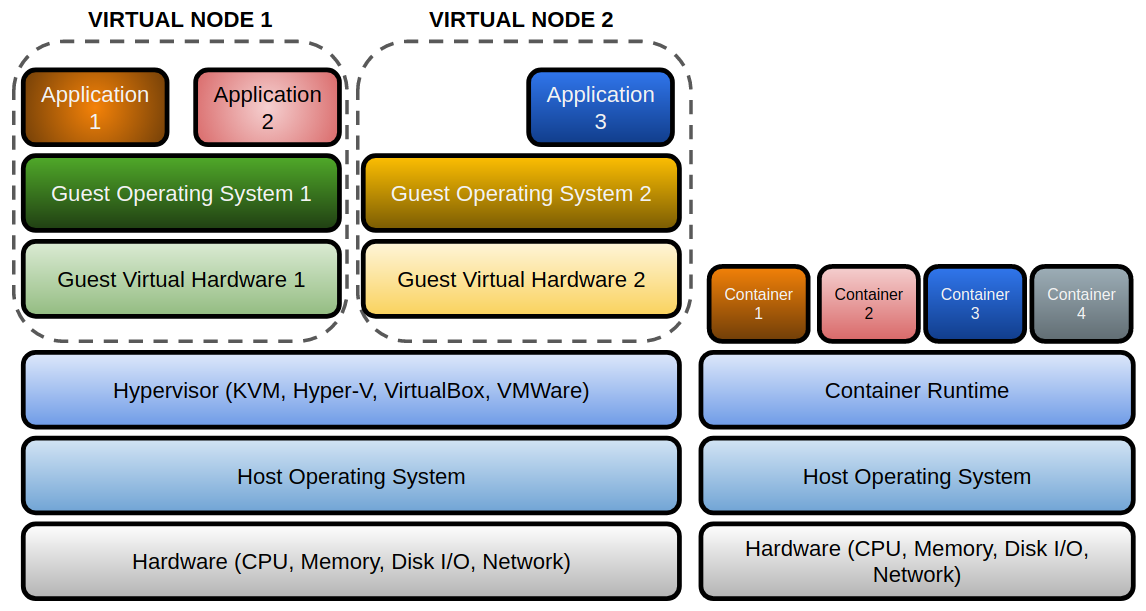 VIRTUAL NODE 1
VIRTUAL NODE 2
Application
1
Application
2
Application
3
Guest Operating System 1
Guest Operating System 2
Guest Virtual Hardware 1
Guest Virtual Hardware 2
Container
1
Container
2
Container
3
Container
4
Hypervisor (KVM, Hyper-V, VirtualBox, VMWare)
Container Runtime
Host Operating System
Host Operating System
Hardware (CPU, Memory, Disk I/O, Network)
Hardware (CPU, Memory, Disk I/O,
Network)